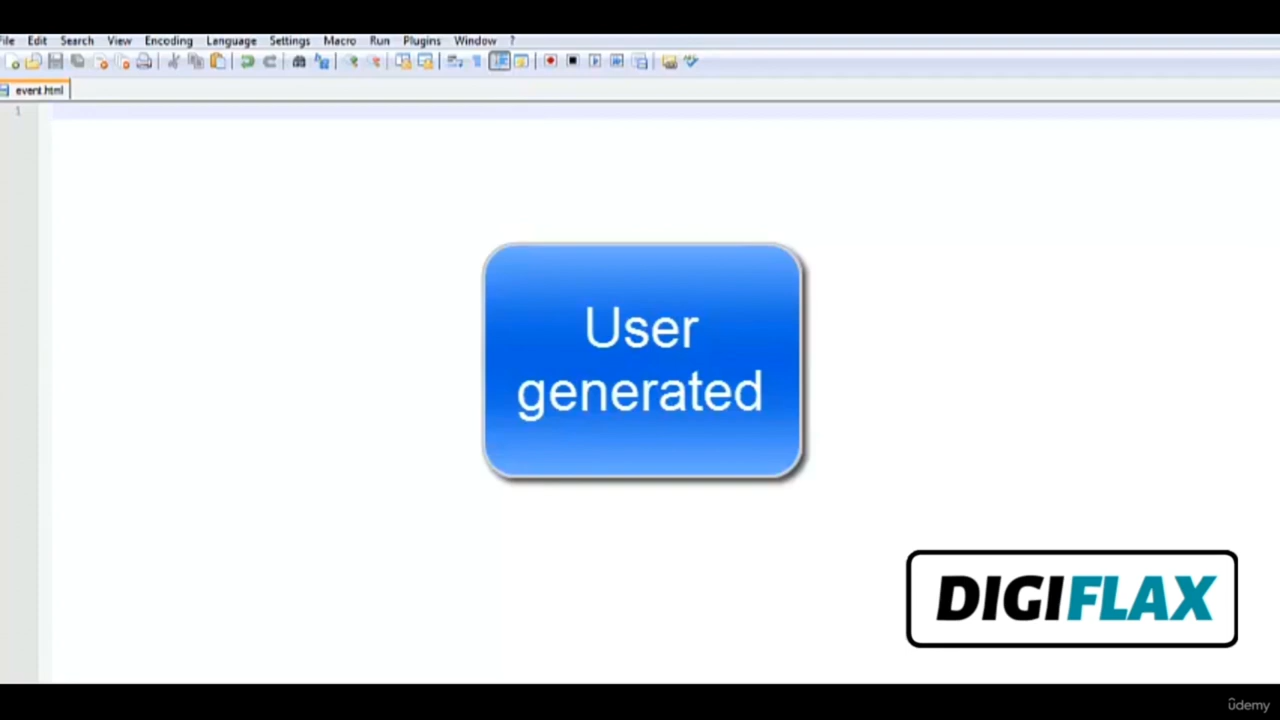 File Edit Search View Encoding Language Settings Macro Run Plugins Window ?
event.html
1
User
generated
DIGIFLAX
ûdemy